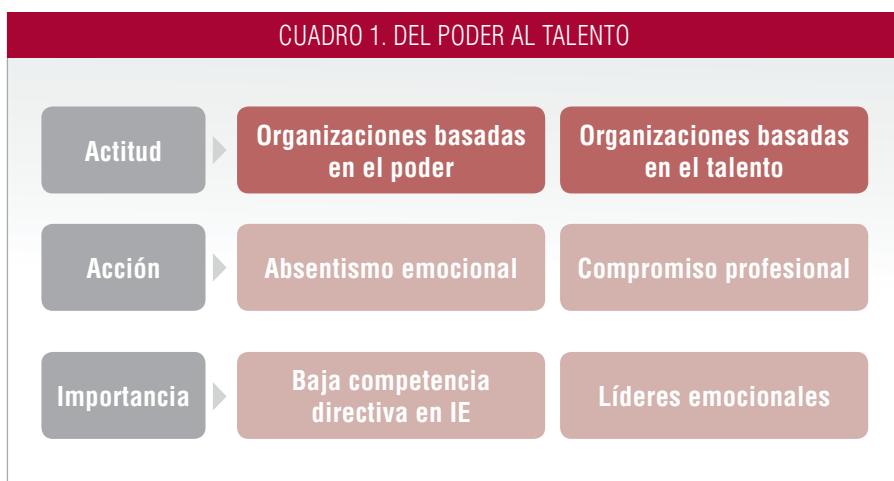 CUADRO 1. DEL PODER AL TALENTO
Actitud
Organizaciones basadas
en el poder
Organizaciones basadas
en el talento
Acción
Absentismo emocional
Compromiso profesional
Importancia
Baja competencia
directiva en IE
Líderes emocionales